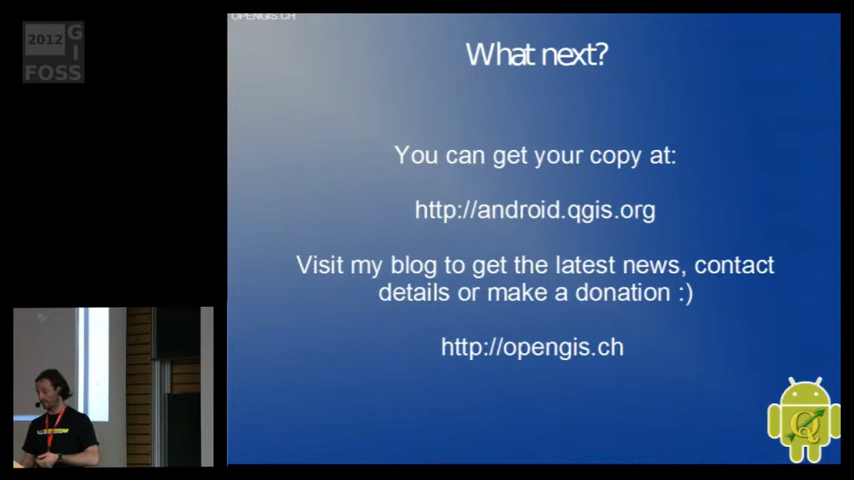 OPENGIS.CH
2012 GI
FOSS
What next?
You can get your copy at:
http://android.qgis.org
Visit my blog to get the latest news, contact
details or make a donation :)
http://opengis.ch
Q